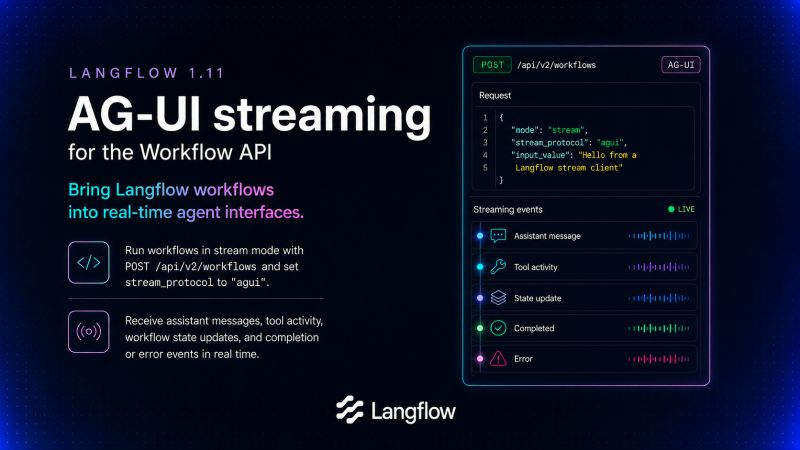 LANGFLOW 1.11
AG-UI streaming
for the Workflow API
Bring Langflow workflows
into real-time agent interfaces.
Run workflows in stream mode with
POST /api/v2/workflows and set
stream_protocol to "agui".
Receive assistant messages, tool activity,
workflow state updates, and completion
or error events in real time.
POST /api/v2/workflows AG-UI
Request
1 {
2 "mode": "stream",
3 "stream_protocol": "agui",
4 "input_value": "Hello from a
5 Langflow stream client"
}
Streaming events LIVE
Assistant message
Tool activity
State update
Completed
Error
Langflow